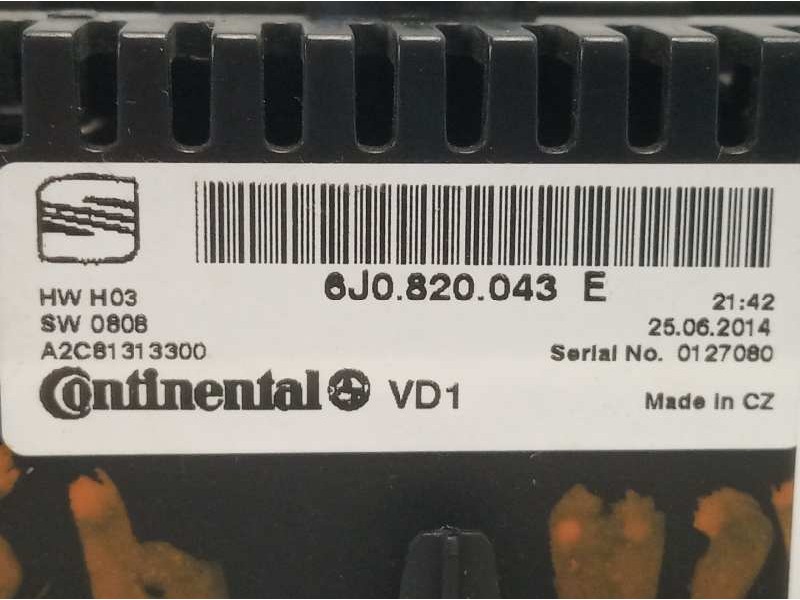 6J0.820.043 E
HW H03
SW 0808
A2C81313300
21:42
25.06.2014
Serial No. 0127080
Continental VD1
Made in CZ